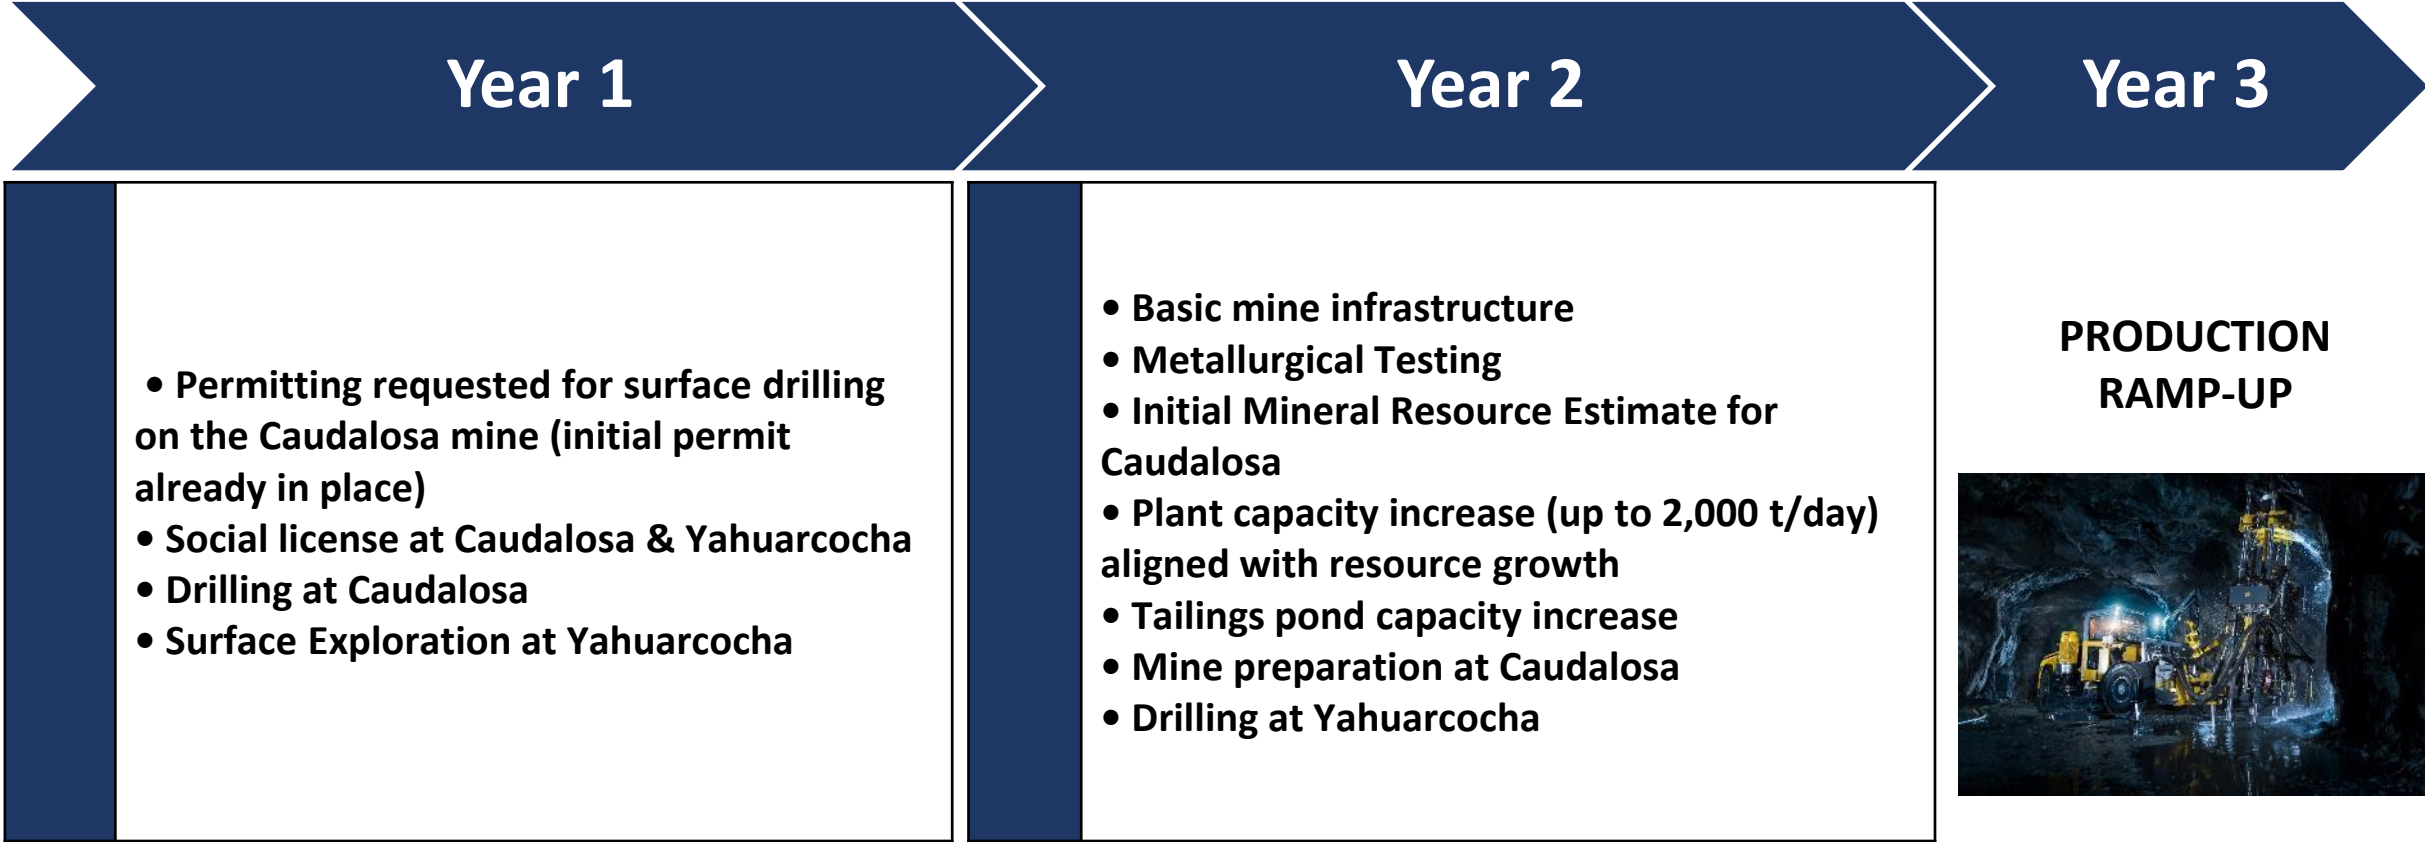 Year 1
Year 2
Year 3
• Permitting requested for surface drilling
on the Caudalosa mine (initial permit
already in place)
• Social license at Caudalosa & Yahuarcocha
• Drilling at Caudalosa
• Surface Exploration at Yahuarcocha
• Basic mine infrastructure
• Metallurgical Testing
• Initial Mineral Resource Estimate for
Caudalosa
• Plant capacity increase (up to 2,000 t/day)
aligned with resource growth
• Tailings pond capacity increase
• Mine preparation at Caudalosa
• Drilling at Yahuarcocha
PRODUCTION
RAMP-UP